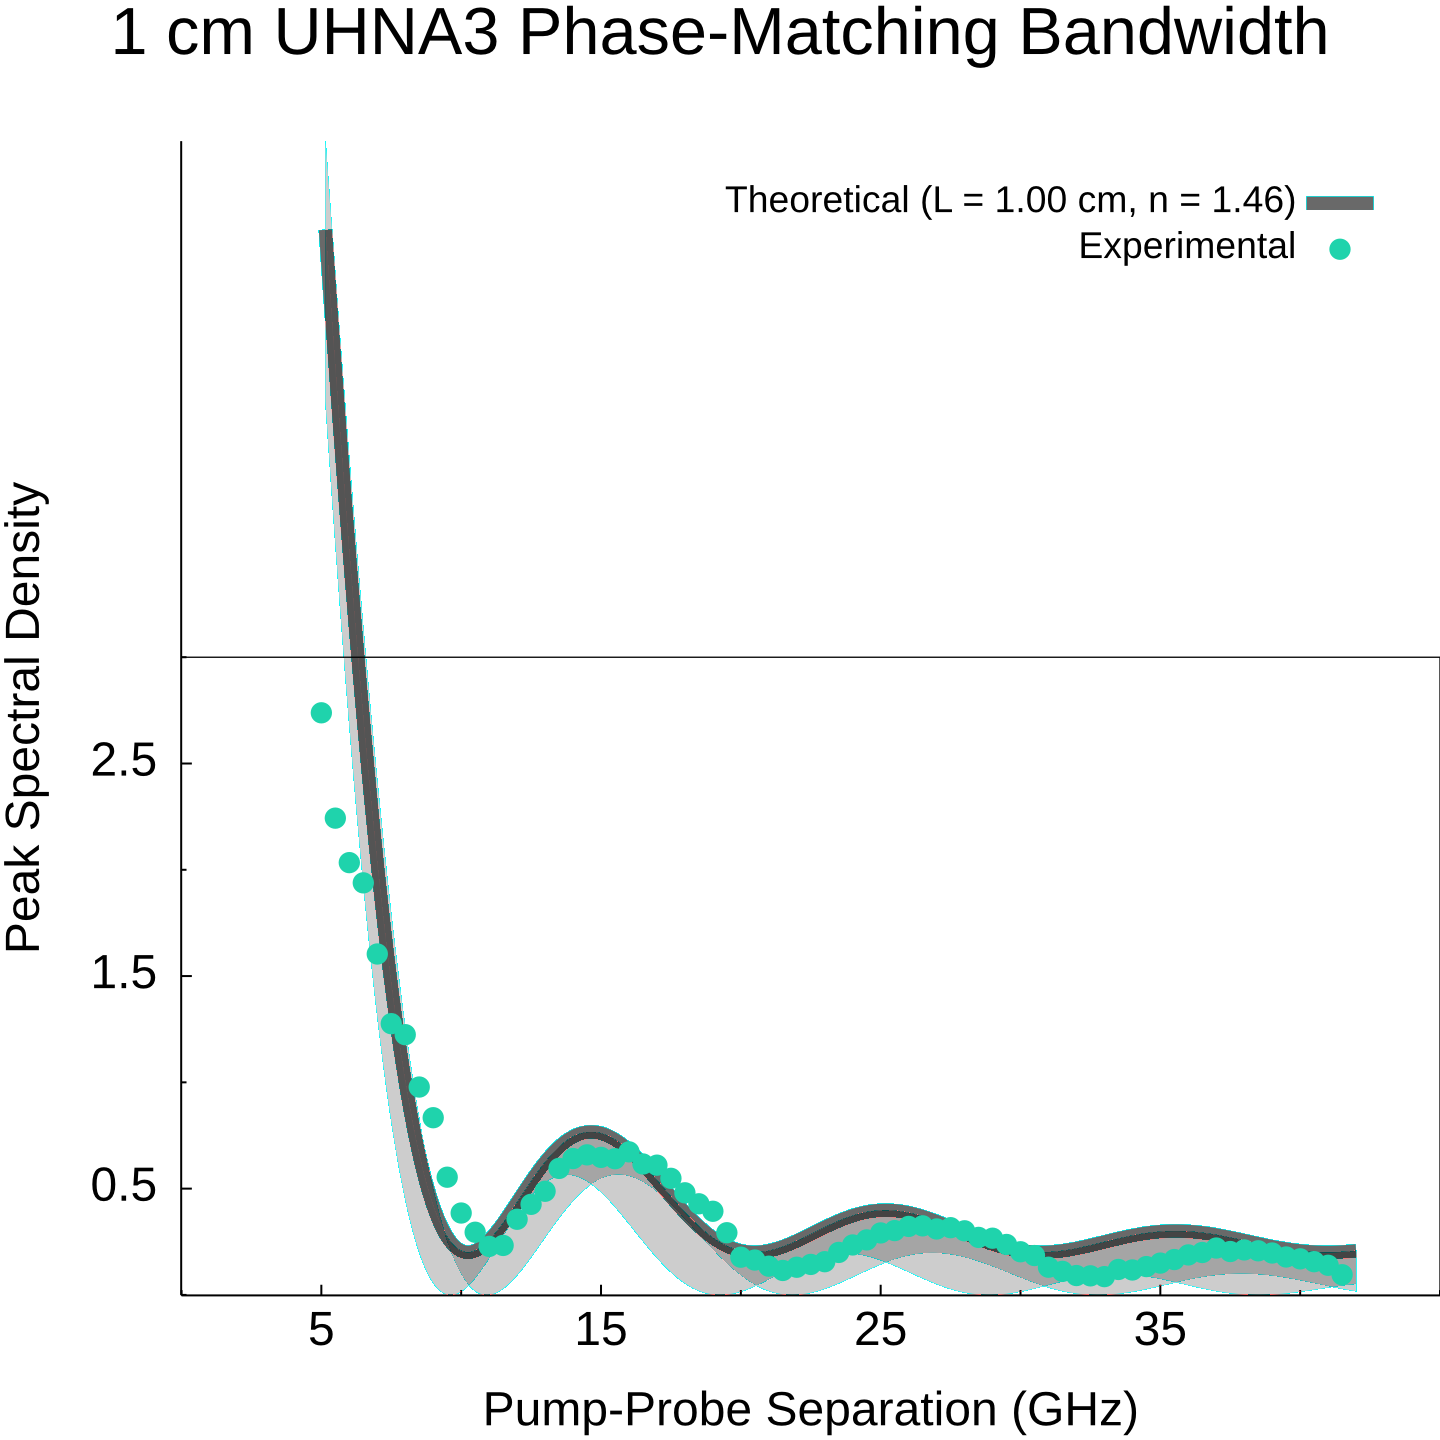 1 cm UHNA3 Phase-Matching Bandwidth
Theoretical (L = 1.00 cm, n = 1.46)
Experimental
Peak Spectral Density
2.5
1.5
0.5
5 15 25 35
Pump-Probe Separation (GHz)